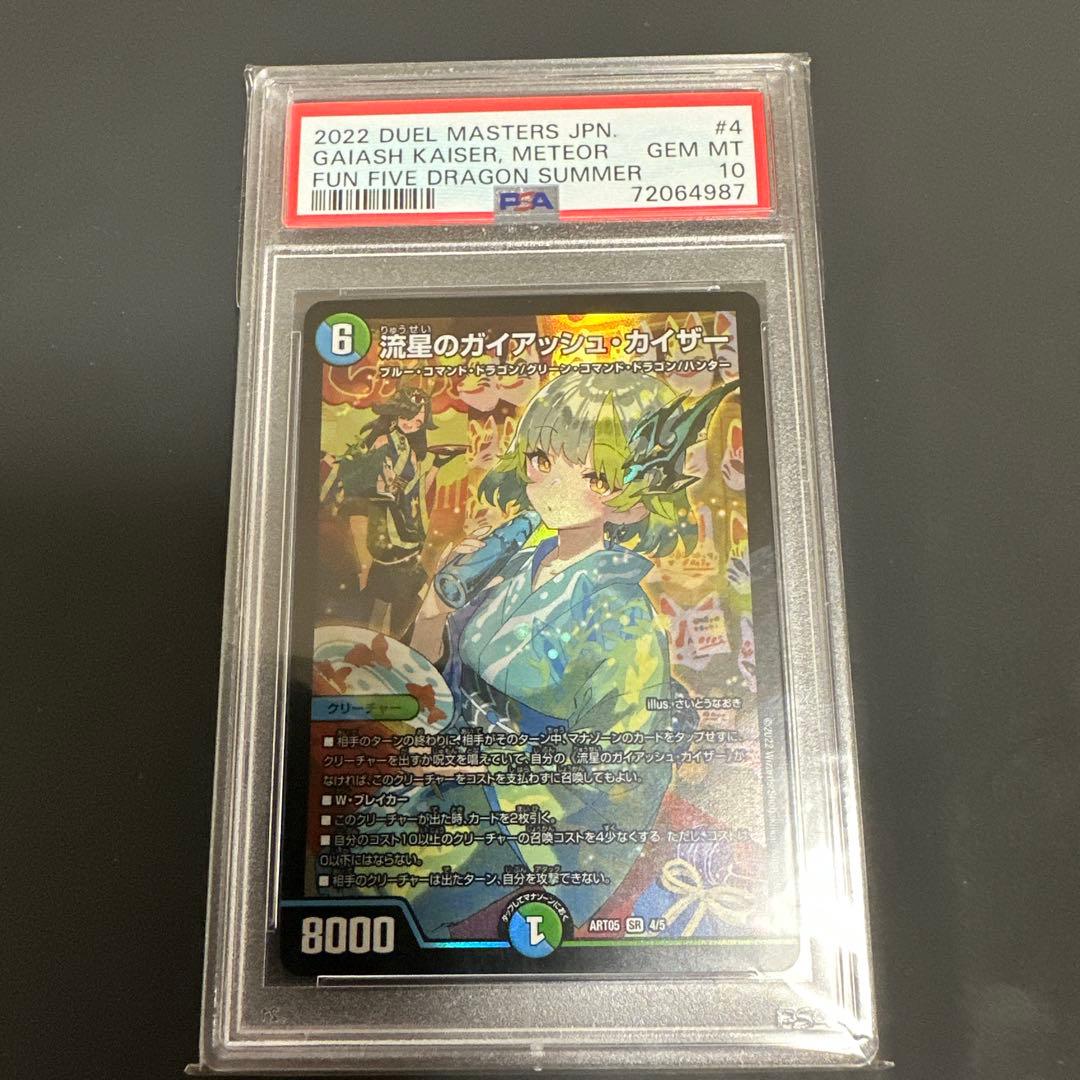 2022 DUEL MASTERS JPN. #4
GAIASH KAISER, METEOR GEM MT
FUN FIVE DRAGON SUMMER 10
PSA 72064987
6
りゅうせい
流星のガイアッシュ・カイザー
ブルー・コマンド・ドラゴン/グリーン・コマンド・ドラゴン/ハンター
illus.さいとうなおき
クリーチャー
■相手のターンの終わりに、相手がそのターン中、マナゾーンのカードをタップせずに
クリーチャーを出すか呪文を唱えていて、自分の《流星のガイアッシュ・カイザー》が
なければ、このクリーチャーをコストを支払わずに召喚してもよい。
■W・ブレイカー
■このクリーチャーが出た時、カードを2枚引く。
■自分のコスト10以上のクリーチャーの召喚コストを4少なくする。ただし、コストは
0以下にはならない。
■相手のクリーチャーは出たターン、自分を攻撃できない。
タップしてマナゾーンにおく
8000
1
ART05 SR 4/5